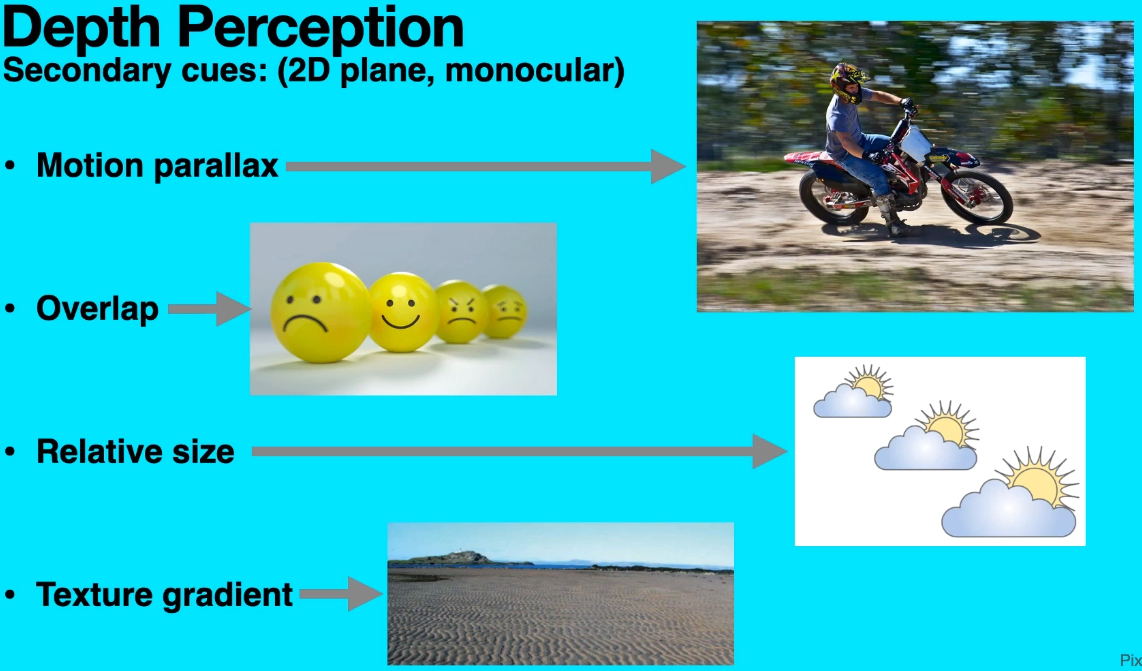 Depth Perception
Secondary cues: (2D plane, monocular)
• Motion parallax
• Overlap
• Relative size
• Texture gradient
Pix